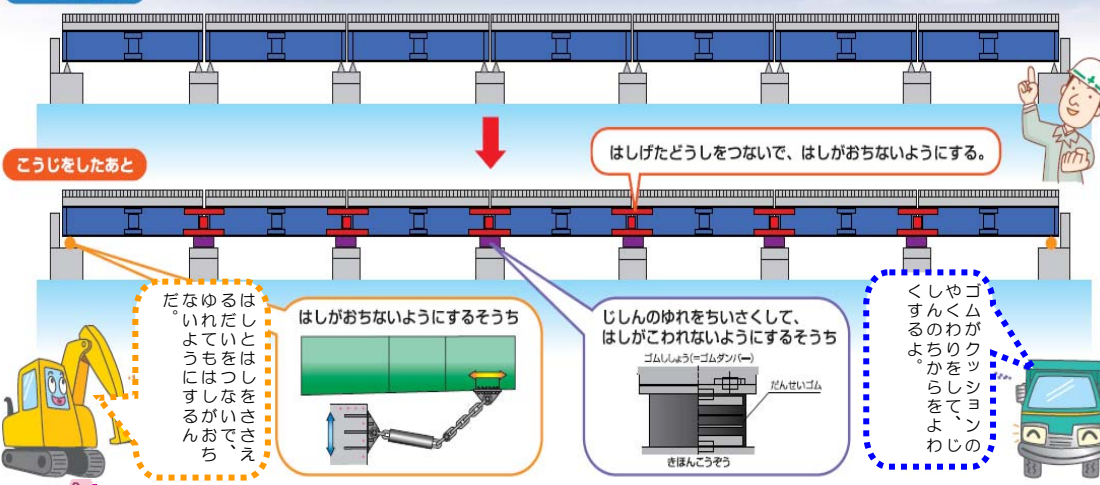 こうじをしたあと
はしげたどうしをつないで、はしがおちないようにする。
はしとはしをささえ
るだいをつないで、
ゆれてもはしがおち
ないようにするん
だ。
はしがおちないようにするそうち
じしんのゆれをちいさくして、
はしがこわれないようにするそうち
ゴムししょう(=ゴムダンパー)
だんせいゴム
きほんこうぞう
ゴムがクッションの
やくわりをして、じ
しんのちからをよわ
くするよ。